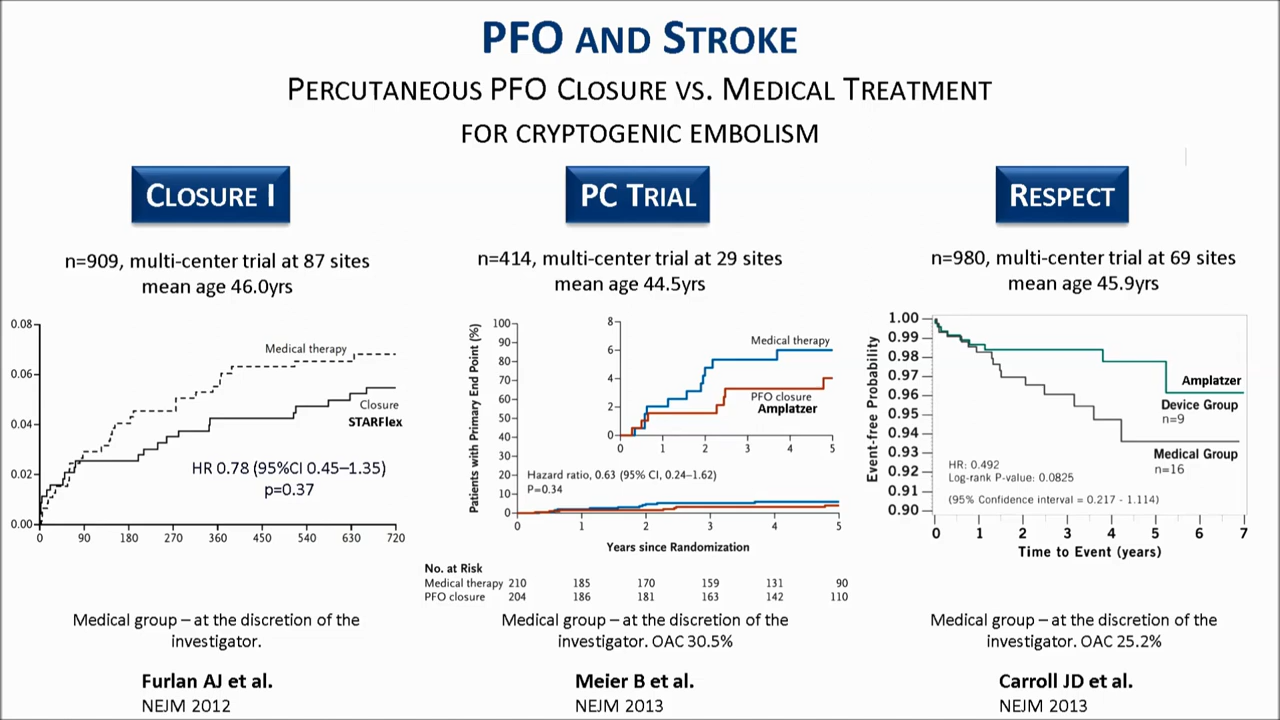 PFO AND STROKE
PERCUTANEOUS PFO CLOSURE VS. MEDICAL TREATMENT
FOR CRYPTOGENIC EMBOLISM
CLOSURE I
n=909, multi-center trial at 87 sites
mean age 46.0yrs
0.08
0.06
0.04
0.02
0.00
Medical therapy
Closure
STARFlex
HR 0.78 (95%CI 0.45–1.35)
p=0.37
0 90 180 270 360 450 540 630 720
Medical group – at the discretion of the
investigator.
Furlan AJ et al.
NEJM 2012
PC TRIAL
n=414, multi-center trial at 29 sites
mean age 44.5yrs
Patients with Primary End Point (%)
100
90
80
70
60
50
40
30
20
10
0
8
6
4
2
0
Medical therapy
PFO closure
Amplatzer
0 1 2 3 4 5
Hazard ratio, 0.63 (95% CI, 0.24–1.62)
P=0.34
0 1 2 3 4 5
Years since Randomization
No. at Risk
Medical therapy 210 185 170 159 131 90
PFO closure 204 186 181 163 142 110
Medical group – at the discretion of the
investigator. OAC 30.5%
Meier B et al.
NEJM 2013
RESPECT
n=980, multi-center trial at 69 sites
mean age 45.9yrs
Event-free Probability
1.00
0.99
0.98
0.97
0.96
0.95
0.94
0.93
0.92
0.91
0.90
Amplatzer
Device Group
n=9
Medical Group
n=16
HR: 0.492
Log-rank P-value: 0.0825
(95% Confidence interval = 0.217 - 1.114)
0 1 2 3 4 5 6 7
Time to Event (years)
Medical group – at the discretion of the
investigator. OAC 25.2%
Carroll JD et al.
NEJM 2013